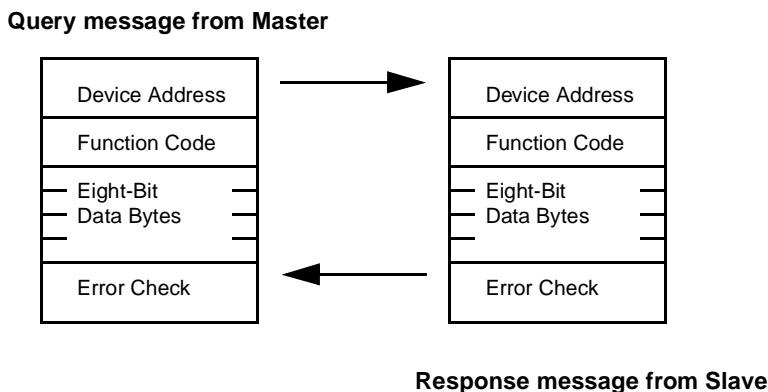 Query message from Master
Device Address
Function Code
Eight-Bit
Data Bytes
Error Check
Device Address
Function Code
Eight-Bit
Data Bytes
Error Check
Response message from Slave